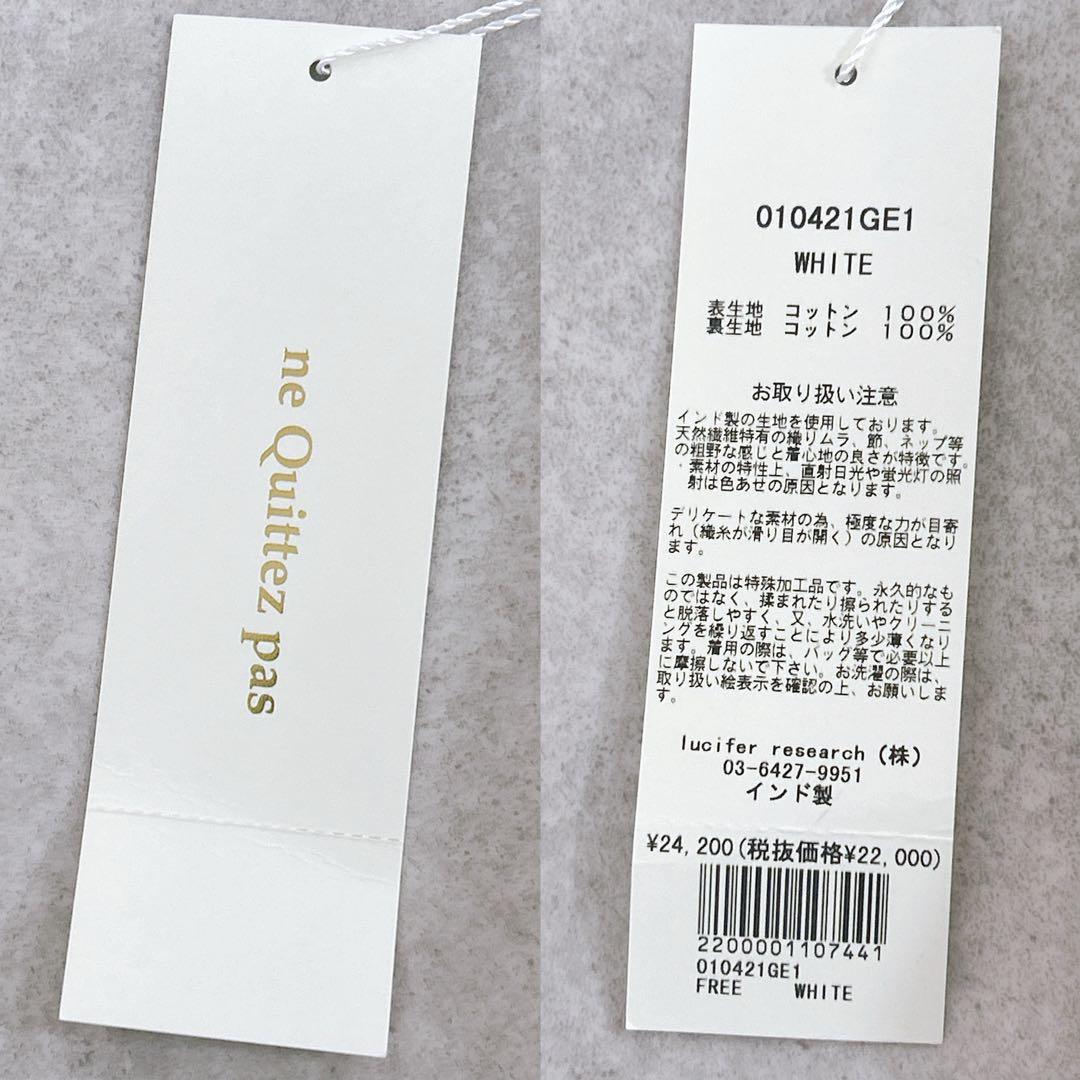 ne Quittez pas
010421GE1
WHITE
表生地 コットン 100%
裏生地 コットン 100%
お取り扱い注意
インド製の生地を使用しております。
天然繊維特有の織りムラ、節、ネップ等
の粗野な感じと着心地の良さが特徴です。
・素材の特性上、直射日光や蛍光灯の照
射は色あせの原因となります。
デリケートな素材の為、極度な力が目寄
れ（織糸が滑り目が開く）の原因となり
ます。
この製品は特殊加工品です。永久的なも
のではなく、揉まれたり擦られたりする
と脱落しやすく、又、水洗いやクリーニ
ングを繰り返すことにより多少薄くなり
ます。着用の際は、バッグ等で必要以上
に摩擦しないで下さい。お洗濯の際は、
取り扱い絵表示を確認の上、お願いしま
す。
lucifer research（株）
03-6427-9951
インド製
¥24,200(税抜価格¥22,000)
2200001107441
010421GE1
FREE WHITE